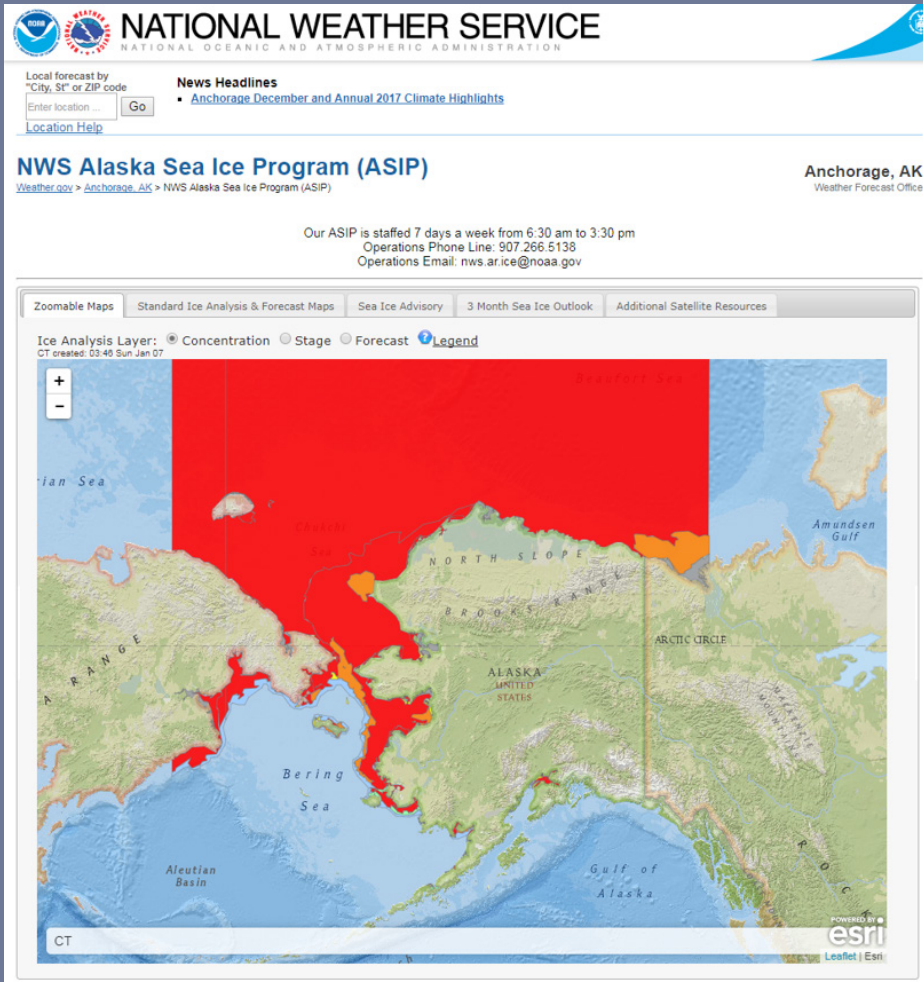 NATIONAL WEATHER SERVICE
NATIONAL OCEANIC AND ATMOSPHERIC ADMINISTRATION
Local forecast by
"City, St" or ZIP code
Enter location ...
Go
Location Help
News Headlines
Anchorage December and Annual 2017 Climate Highlights
NWS Alaska Sea Ice Program (ASIP)
Weather.gov > Anchorage, AK > NWS Alaska Sea Ice Program (ASIP)
Anchorage, AK
Weather Forecast Office
Our ASIP is staffed 7 days a week from 6:30 am to 3:30 pm
Operations Phone Line: 907.266.5138
Operations Email: nws.ar.ice@noaa.gov
Zoomable Maps
Standard Ice Analysis & Forecast Maps
Sea Ice Advisory
3 Month Sea Ice Outlook
Additional Satellite Resources
Ice Analysis Layer: Concentration Stage Forecast ? Legend
CT created: 03:46 Sun Jan 07
+
−
Beaufort Sea
ian Sea
Chukchi
Sea
Amundsen
Gulf
NORTH SLOPE
BROOKS RANGE
ARCTIC CIRCLE
A RANGE
ALASKA
UNITED
STATES
MACKENZIE
MOUNTAINS
Bering
Sea
Aleutian
Basin
Gulf of
Alaska
ROCK
CT
POWERED BY
esri
Leaflet | Esri